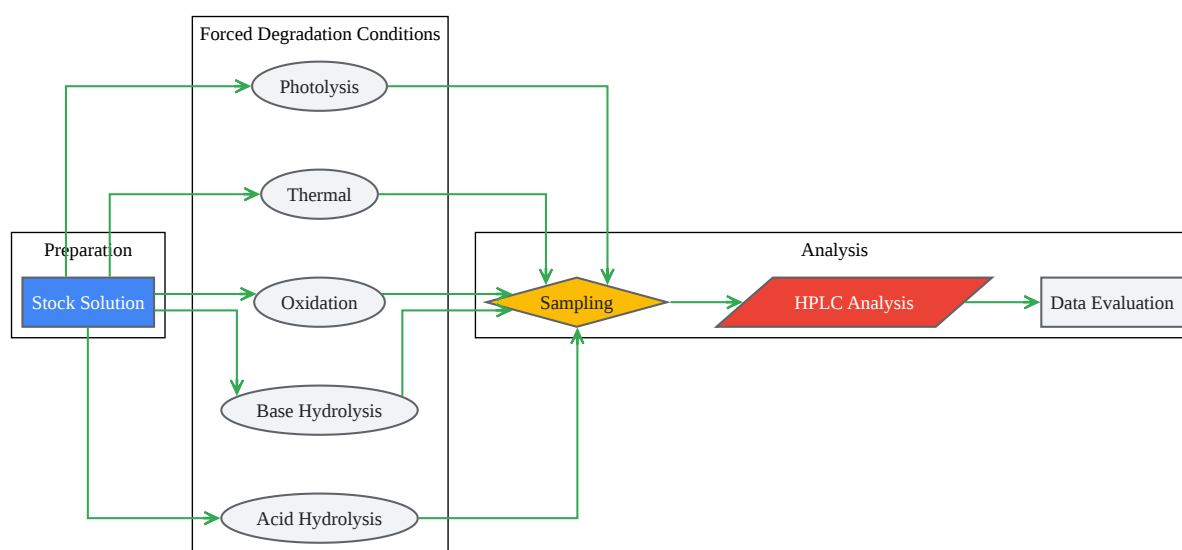 Forced Degradation Conditions
Photolysis
Thermal
Preparation
Analysis
Stock Solution
Oxidation
Sampling
HPLC Analysis
Data Evaluation
Base Hydrolysis
Acid Hydrolysis